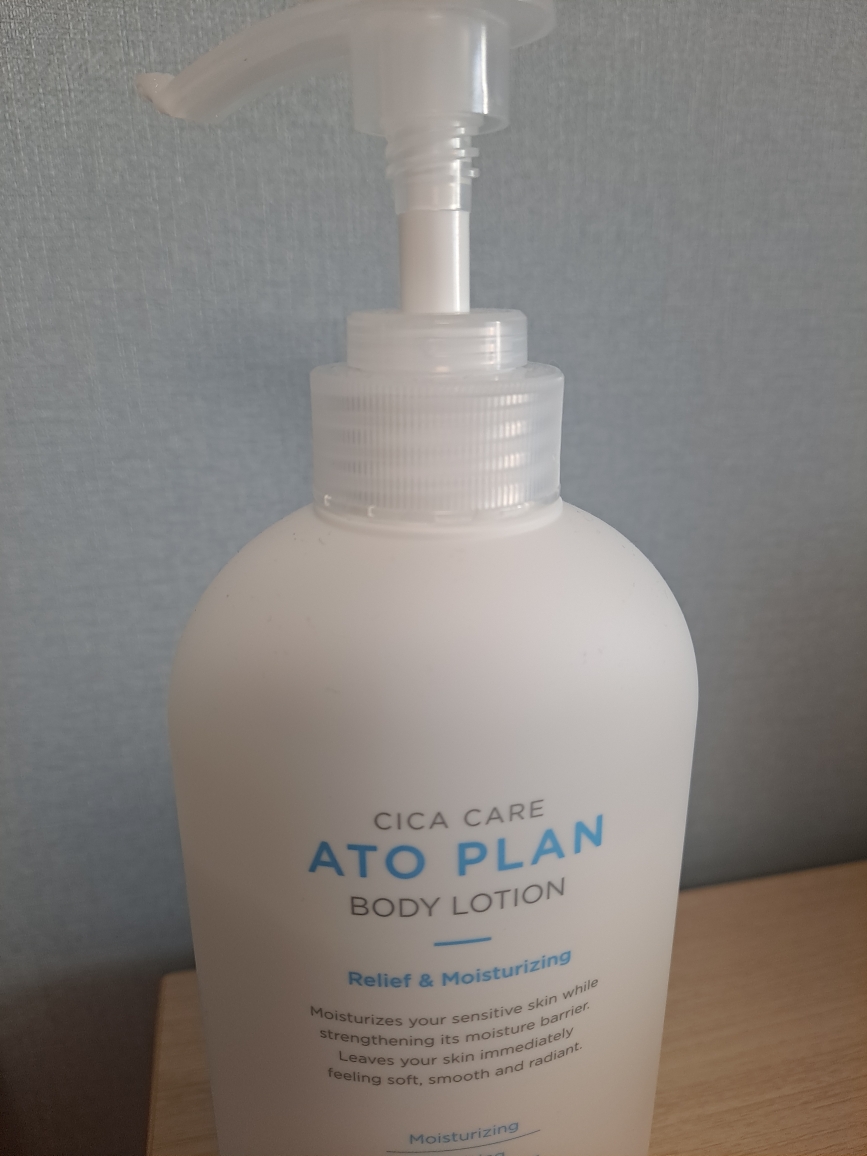 CICA CARE
ATO PLAN
BODY LOTION
Relief & Moisturizing
Moisturizes your sensitive skin while
strengthening its moisture barrier.
Leaves your skin immediately
feeling soft, smooth and radiant.
Moisturizing